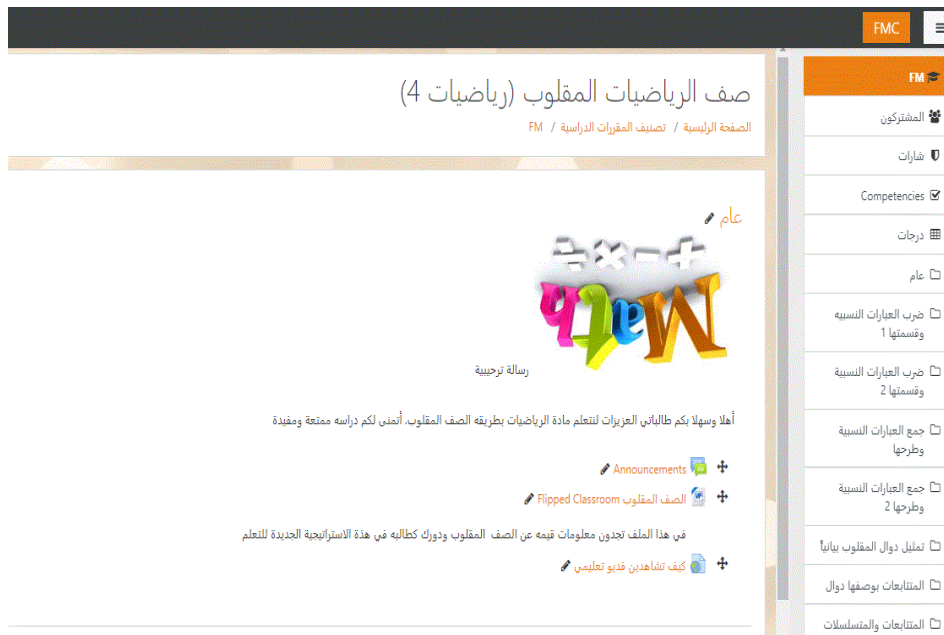 FMC
FM
المشتركون
شارات
Competencies
درجات
عام
ضرب العبارات النسبيه
وقسمتها 1
ضرب العبارات النسبية
وقسمتها 2
جمع العبارات النسبية
وطرحها
جمع العبارات النسبية
وطرحها 2
تمثيل دوال المقلوب بيانياً
المتتابعات بوصفها دوال
المتتابعات والمتسلسلات
صف الرياضيات المقلوب (رياضيات 4)
الصفحة الرئيسية / تصنيف المقررات الدراسية / FM
عام
Math
رسالة ترحيبية
أهلا وسهلا بكم طالباتي العزيزات لنتعلم مادة الرياضيات بطريقه الصف المقلوب، أتمنى لكم دراسه ممتعة ومفيدة
Announcements
الصف المقلوب Flipped Classroom
في هذا الملف تجدون معلومات قيمه عن الصف المقلوب ودورك كطالبه في هذة الاستراتيجية الجديدة للتعلم
كيف تشاهدين فديو تعليمي